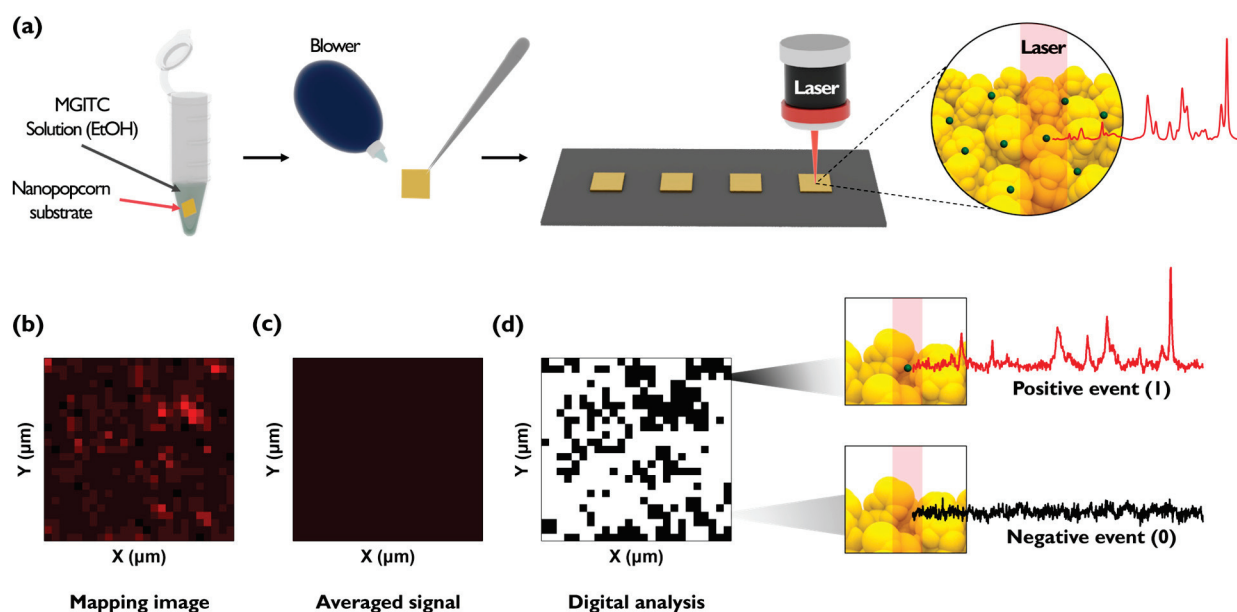 (a)
Blower
MGITC
Solution (EtOH)
Nanopopcorn
substrate
Laser
Laser
(b)
(c)
(d)
Y (μm)
X (μm)
Mapping image
Y (μm)
X (μm)
Averaged signal
Y (μm)
X (μm)
Digital analysis
Positive event (1)
Negative event (0)